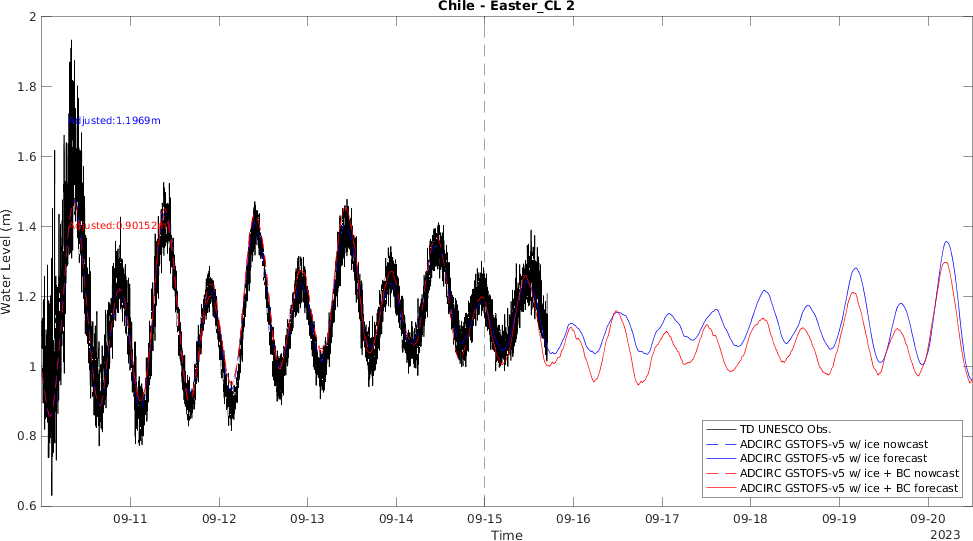 Chile - Easter_CL 2
2
1.8
1.6
1.4
1.2
1
0.8
0.6
Water Level (m)
Adjusted:1.1969m
Adjusted:0.90152m
TD UNESCO Obs.
ADCIRC GSTOFS-v5 w/ ice nowcast
ADCIRC GSTOFS-v5 w/ ice forecast
ADCIRC GSTOFS-v5 w/ ice + BC nowcast
ADCIRC GSTOFS-v5 w/ ice + BC forecast
09-11 09-12 09-13 09-14 09-15 09-16 09-17 09-18 09-19 09-20
Time
2023